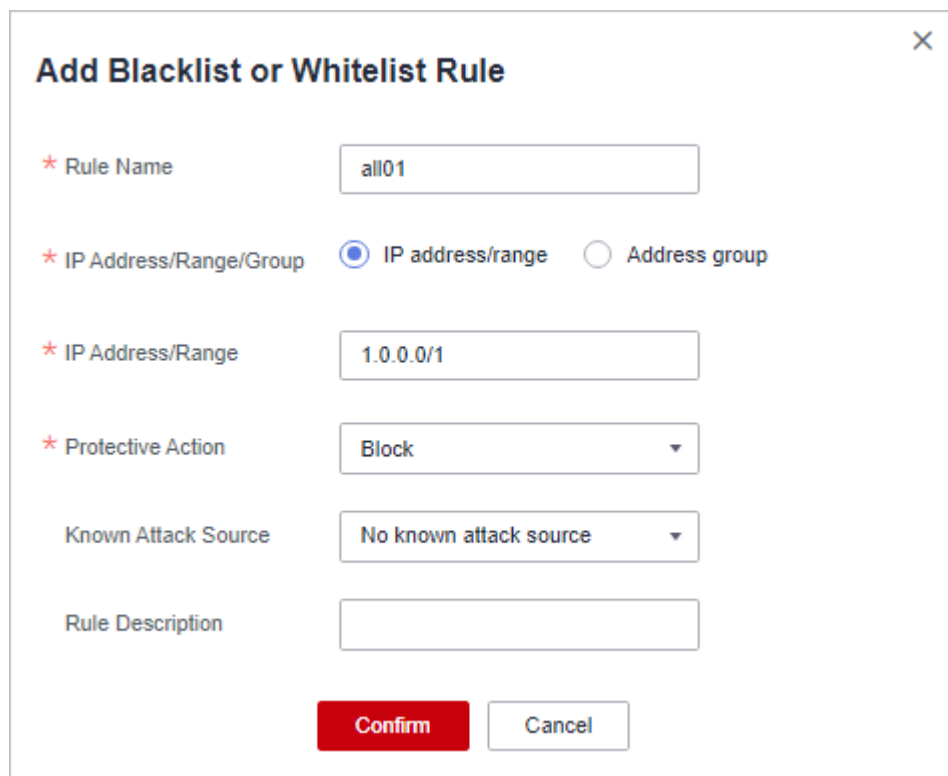 Add Blacklist or Whitelist Rule
* Rule Name all01
* IP Address/Range/Group IP address/range Address group
* IP Address/Range 1.0.0.0/1
* Protective Action Block
Known Attack Source No known attack source
Rule Description
Confirm Cancel